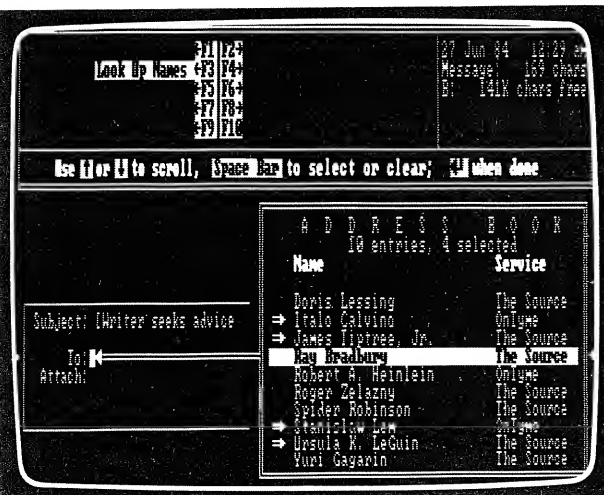 F1 F2
Look Up Names F3 F4
F5 F6
F7 F8
F9 F10
27 Jun 84 12:29 am
Message: 169 chars
B: 141K chars free
Use ↑ or ↓ to scroll, Space Bar to select or clear; ↵ when done
A D D R E S S B O O K
10 entries, 4 selected
Name Service
Doris Lessing The Source
⇒ Italo Calvino OnTyme
⇒ James Tiptree, Jr. The Source
Ray Bradbury The Source
Robert A. Heinlein OnTyme
Roger Zelazny The Source
Spider Robinson The Source
⇒ Stanislaw Lem OnTyme
⇒ Ursula K. LeGuin The Source
Yuri Gagarin The Source
Subject: [Writer seeks advice
To:
Attach: